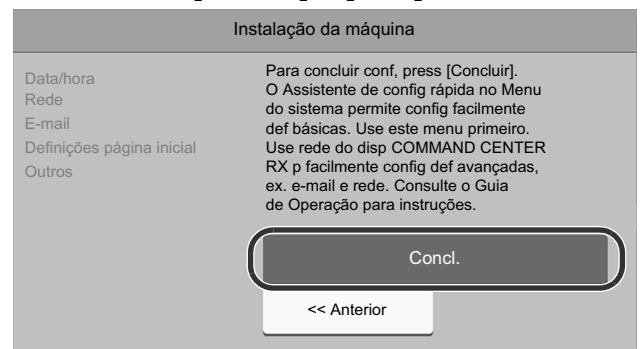 Instalação da máquina
Data/hora
Rede
E-mail
Definições página inicial
Outros
Para concluir conf, press [Concluir].
O Assistente de config rápida no Menu
do sistema permite config facilmente
def básicas. Use este menu primeiro.
Use rede do disp COMMAND CENTER
RX p facilmente config def avançadas,
ex. e-mail e rede. Consulte o Guia
de Operação para instruções.
Concl.
<< Anterior